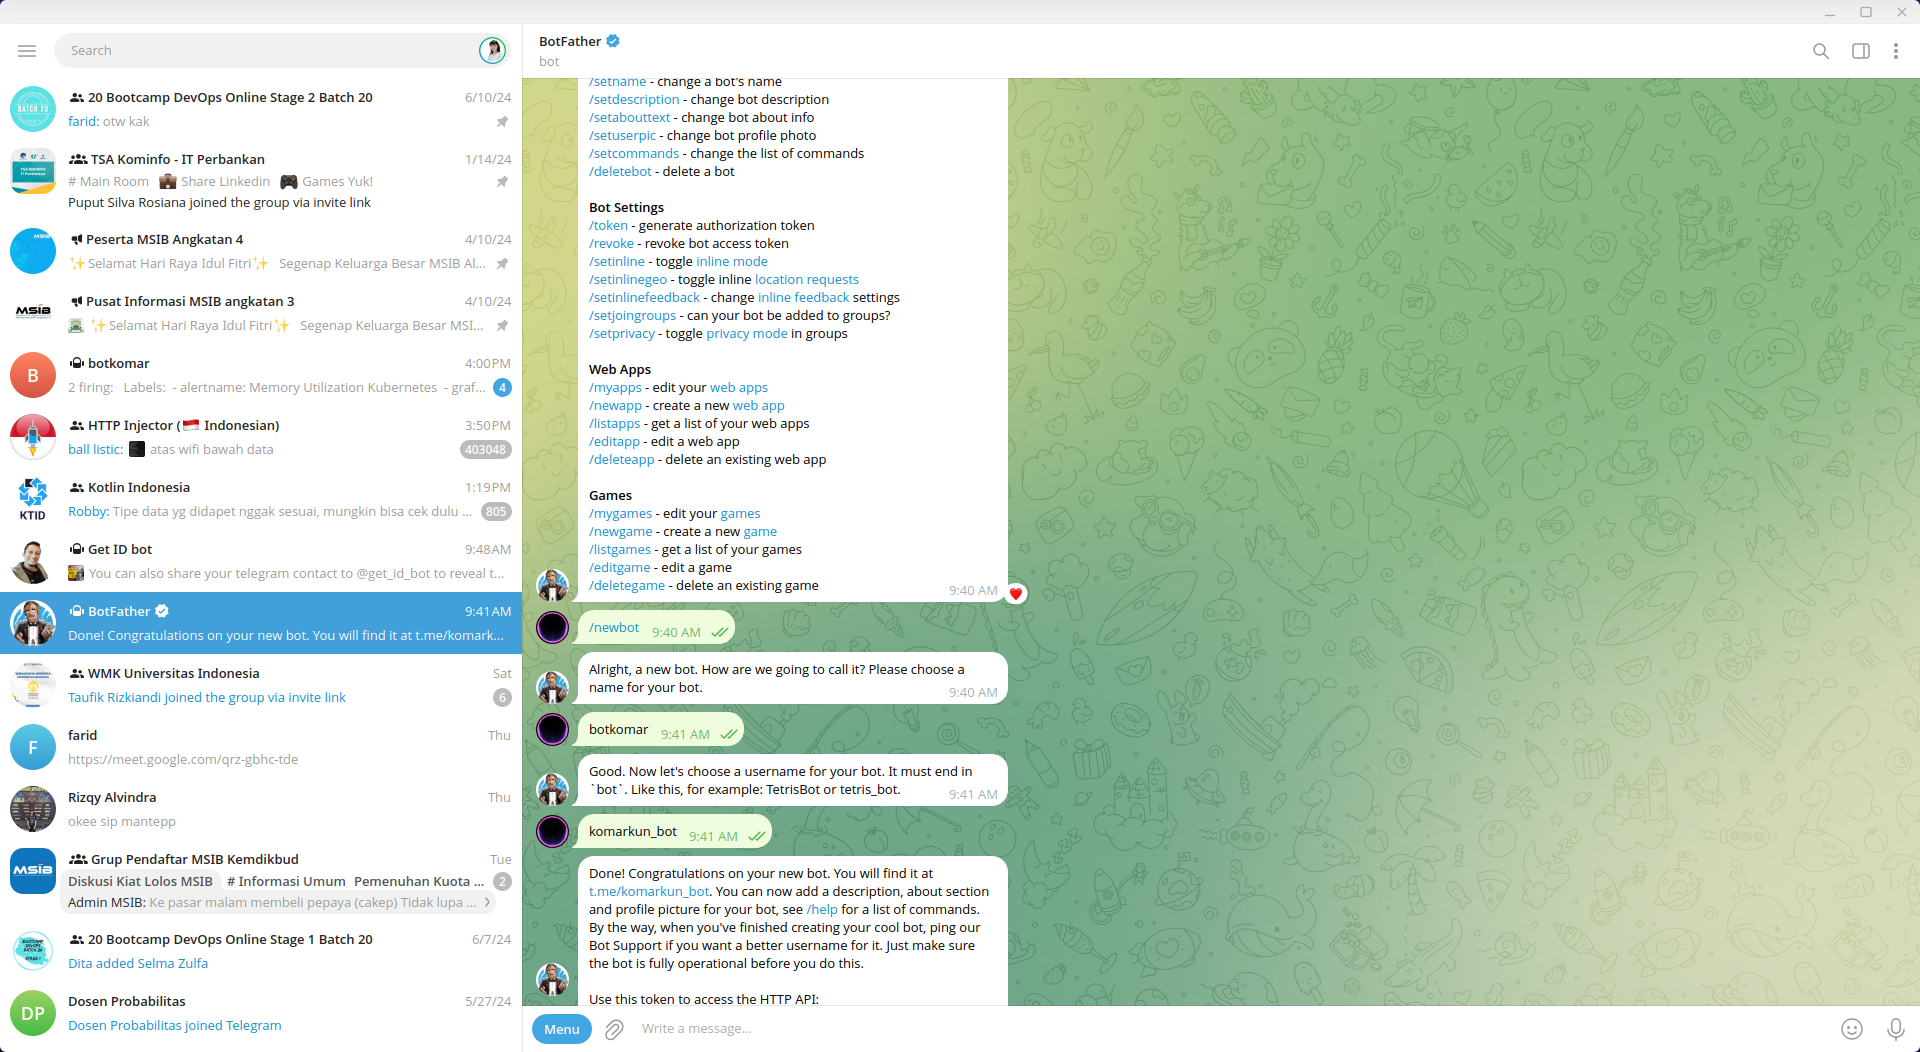 Search
20 Bootcamp DevOps Online Stage 2 Batch 20 6/10/24
farid: otw kak
TSA Kominfo - IT Perbankan 1/14/24
# Main Room 💼 Share Linkedin 🎮 Games Yuk!
Puput Silva Rosiana joined the group via invite link
Peserta MSIB Angkatan 4 4/10/24
✨Selamat Hari Raya Idul Fitri✨ Segenap Keluarga Besar MSIB Al...
Pusat Informasi MSIB angkatan 3 4/10/24
✨Selamat Hari Raya Idul Fitri✨ Segenap Keluarga Besar MSI...
B
botkomar 4:00 PM
2 firing: Labels: - alertname: Memory Utilization Kubernetes - graf... 4
HTTP Injector (🇮🇩 Indonesian) 3:50 PM
ball listic: atas wifi bawah data 403048
KTID
Kotlin Indonesia 1:19 PM
Robby: Tipe data yg didapet nggak sesuai, mungkin bisa cek dulu ... 805
Get ID bot 9:48 AM
You can also share your telegram contact to @get_id_bot to reveal t...
BotFather 9:41 AM
Done! Congratulations on your new bot. You will find it at t.me/komark...
WMK Universitas Indonesia Sat
Taufik Rizkiandi joined the group via invite link 6
F
farid Thu
https://meet.google.com/qrz-gbhc-tde
Rizqy Alvindra Thu
okee sip mantepp
MSIB
Grup Pendaftar MSIB Kemdikbud Tue
Diskusi Kiat Lolos MSIB # Informasi Umum Pemenuhan Kuota ... 2
Admin MSIB: Ke pasar malam membeli pepaya (cakep) Tidak lupa ...
20 Bootcamp DevOps Online Stage 1 Batch 20 6/7/24
Dita added Selma Zulfa
DP
Dosen Probabilitas 5/27/24
Dosen Probabilitas joined Telegram
BotFather
bot
/setname - change a bot's name
/setdescription - change bot description
/setabouttext - change bot about info
/setuserpic - change bot profile photo
/setcommands - change the list of commands
/deletebot - delete a bot
Bot Settings
/token - generate authorization token
/revoke - revoke bot access token
/setinline - toggle inline mode
/setinlinegeo - toggle inline location requests
/setinlinefeedback - change inline feedback settings
/setjoingroups - can your bot be added to groups?
/setprivacy - toggle privacy mode in groups
Web Apps
/myapps - edit your web apps
/newapp - create a new web app
/listapps - get a list of your web apps
/editapp - edit a web app
/deleteapp - delete an existing web app
Games
/mygames - edit your games
/newgame - create a new game
/listgames - get a list of your games
/editgame - edit a game
/deletegame - delete an existing game
9:40 AM
/newbot 9:40 AM
Alright, a new bot. How are we going to call it? Please choose a
name for your bot. 9:40 AM
botkomar 9:41 AM
Good. Now let's choose a username for your bot. It must end in
`bot`. Like this, for example: TetrisBot or tetris_bot. 9:41 AM
komarkun_bot 9:41 AM
Done! Congratulations on your new bot. You will find it at
t.me/komarkun_bot. You can now add a description, about section
and profile picture for your bot, see /help for a list of commands.
By the way, when you've finished creating your cool bot, ping our
Bot Support if you want a better username for it. Just make sure
the bot is fully operational before you do this.
Use this token to access the HTTP API:
Menu
Write a message...